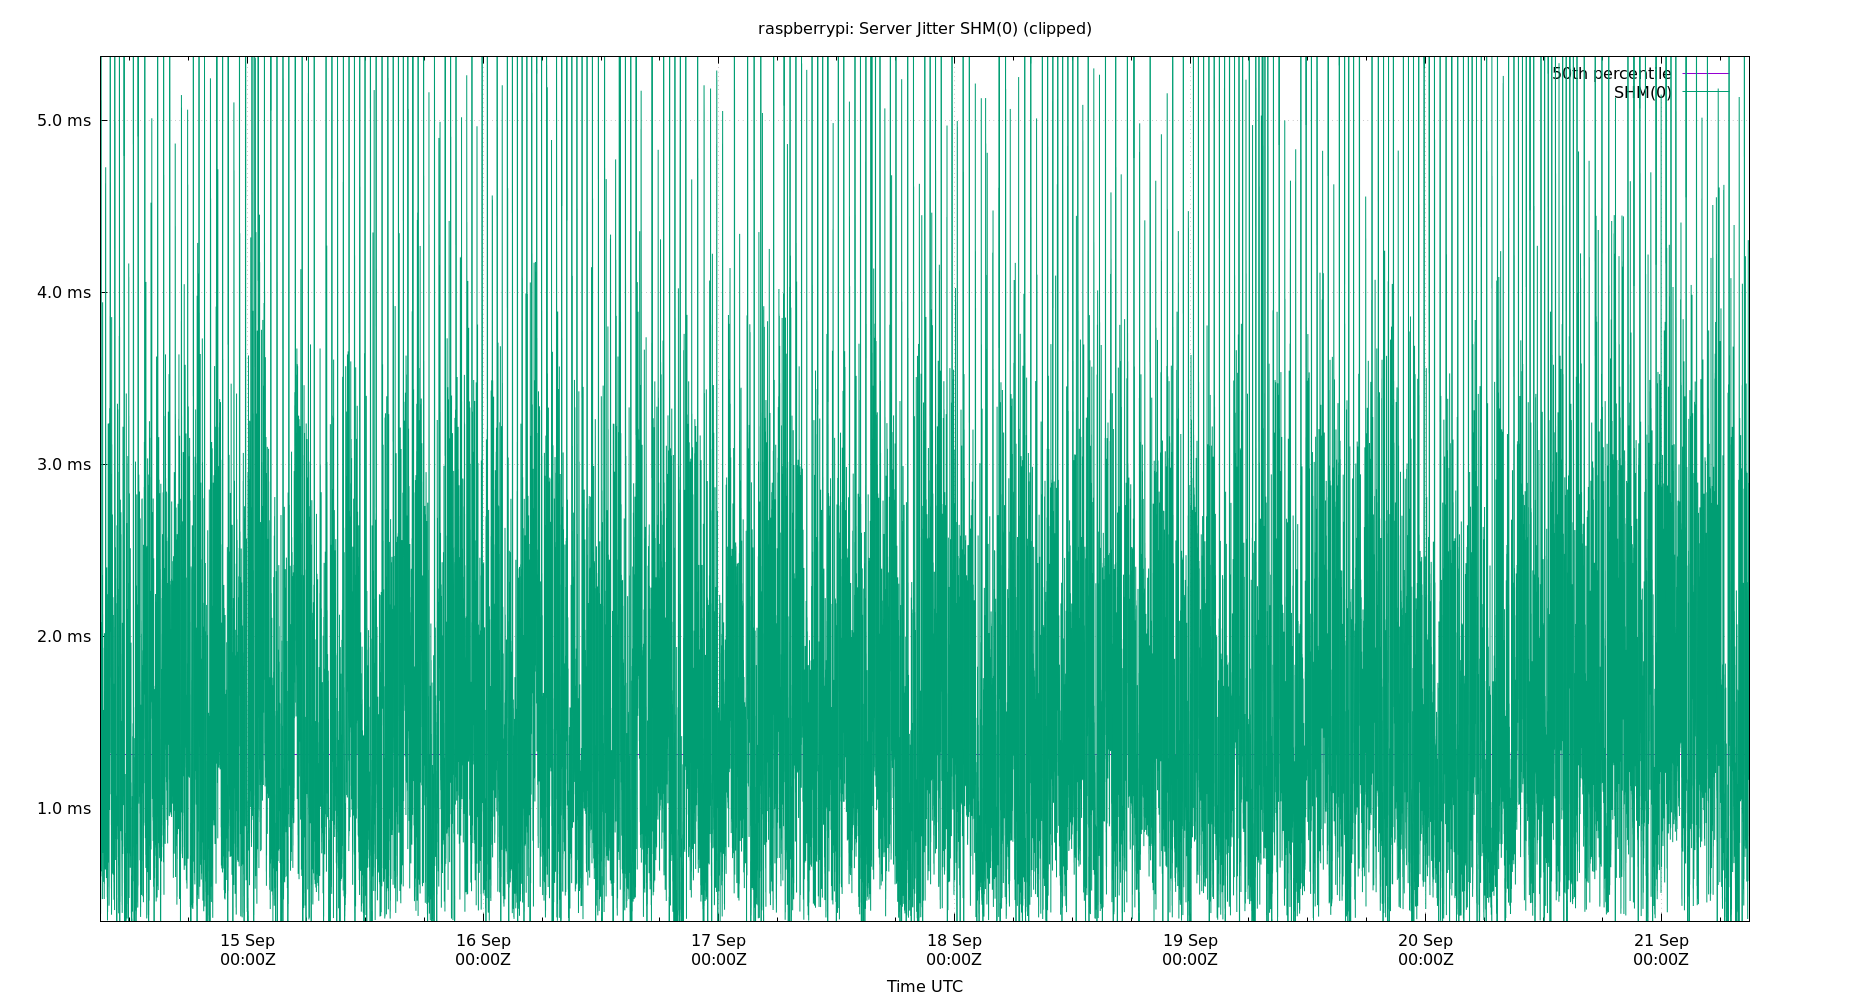 raspberrypi: Server Jitter SHM(0) (clipped)
50th percentile
SHM(0)
5.0 ms
4.0 ms
3.0 ms
2.0 ms
1.0 ms
15 Sep 16 Sep 17 Sep 18 Sep 19 Sep 20 Sep 21 Sep
00:00Z 00:00Z 00:00Z 00:00Z 00:00Z 00:00Z 00:00Z
Time UTC